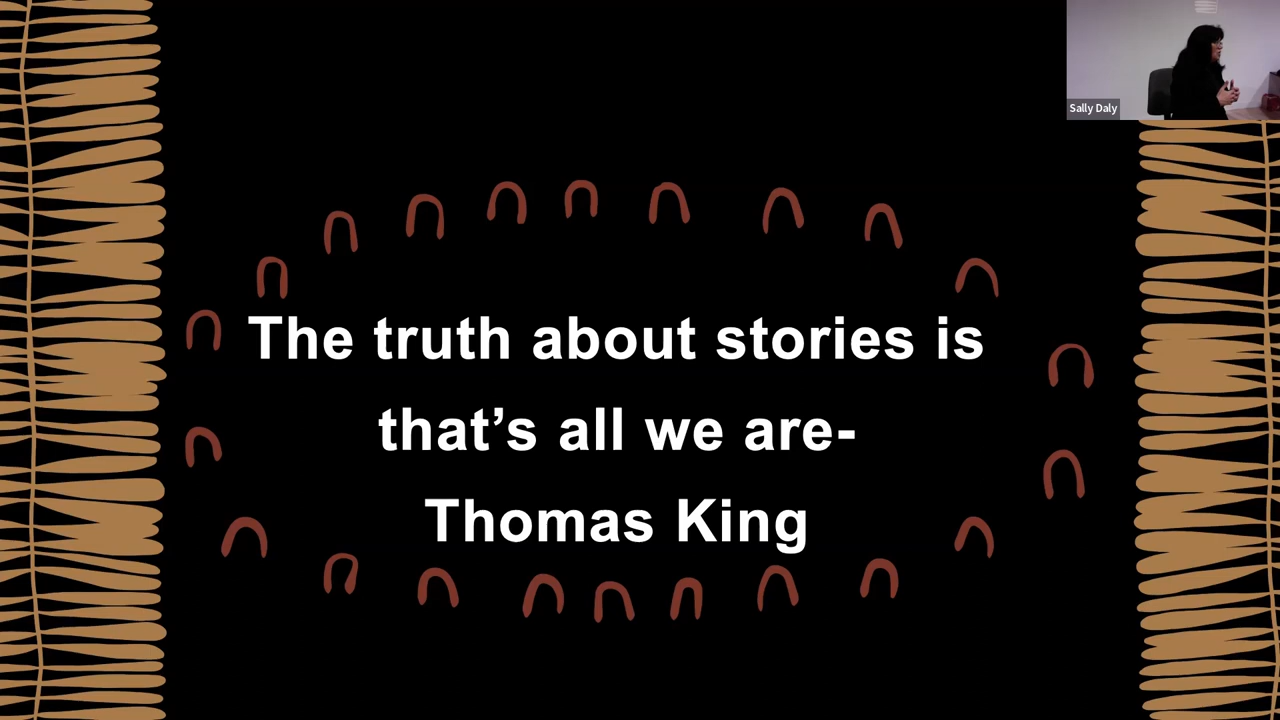 Sally Daly
The truth about stories is
that’s all we are-
Thomas King